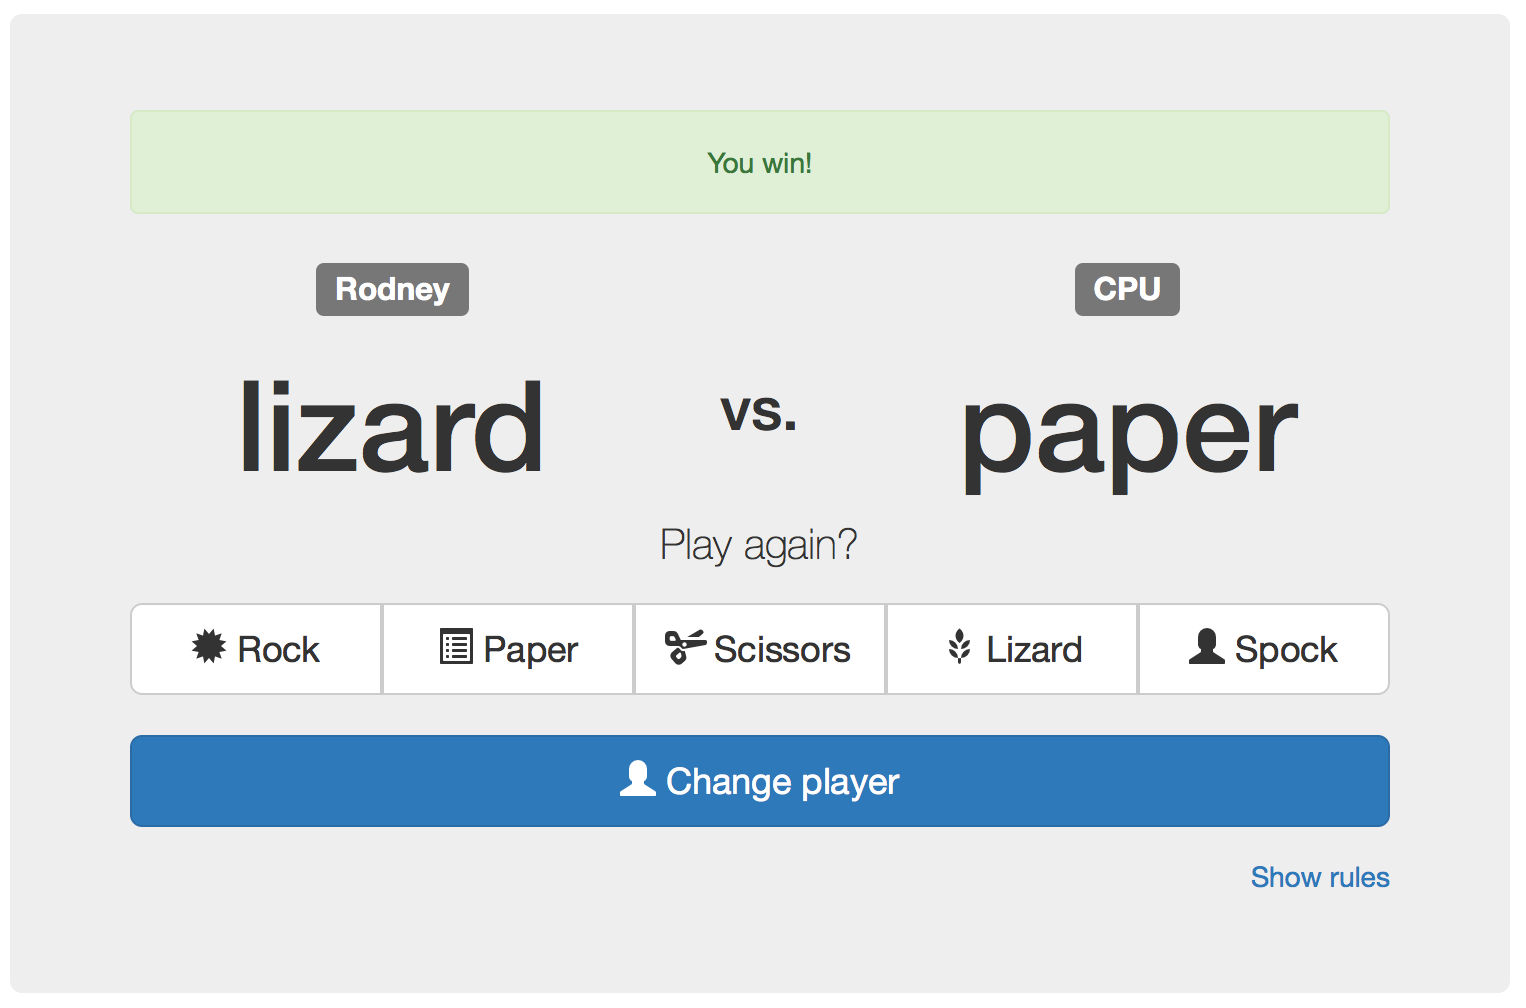 You win!
Rodney
CPU
lizard vs. paper
Play again?
Rock Paper Scissors Lizard Spock
Change player
Show rules